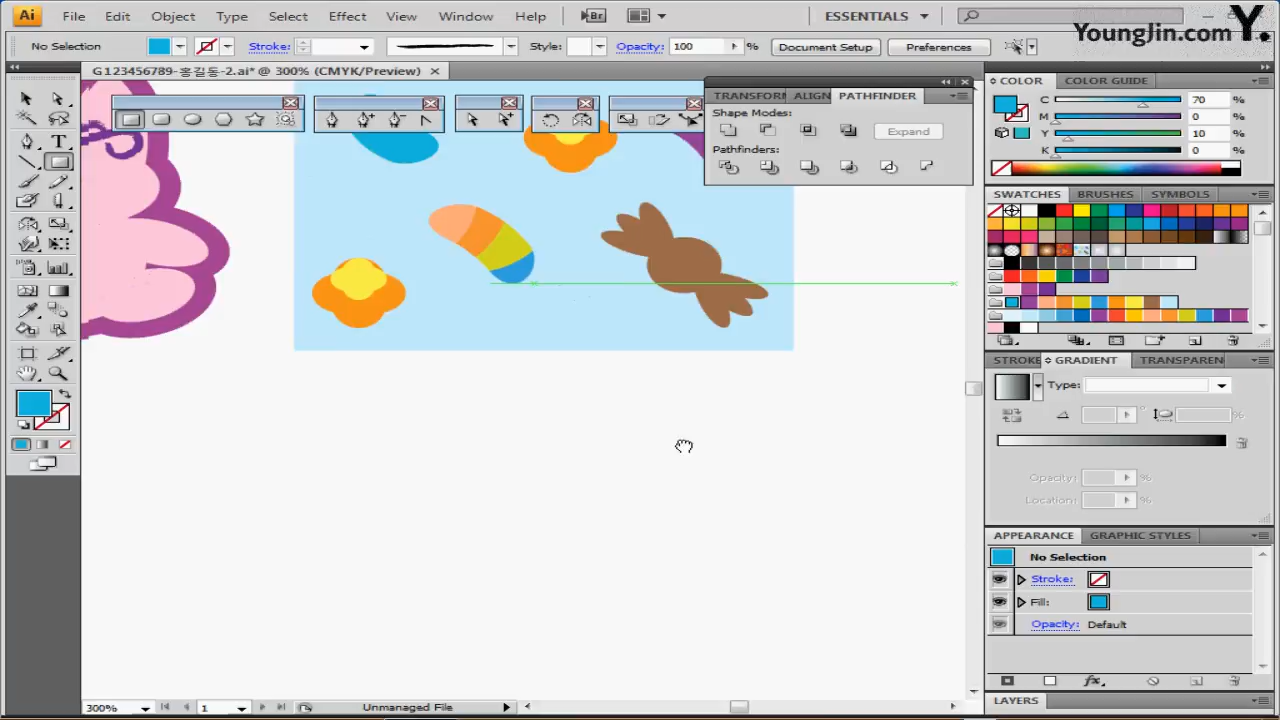 Ai File Edit Object Type Select Effect View Window Help Br ESSENTIALS
YoungJin.com Y.
No Selection Stroke: Style: Opacity: 100 % Document Setup Preferences
G123456789-홍길동-2.ai* @ 300% (CMYK/Preview)
TRANSFORM ALIGN PATHFINDER
Shape Modes:
Expand
Pathfinders:
COLOR COLOR GUIDE
C 70 %
M 0 %
Y 10 %
K 0 %
SWATCHES BRUSHES SYMBOLS
STROKE GRADIENT TRANSPAREN
Type:
%
Opacity: %
Location: %
APPEARANCE GRAPHIC STYLES
No Selection
Stroke:
Fill:
Opacity: Default
fx
LAYERS
300% 1 Unmanaged File